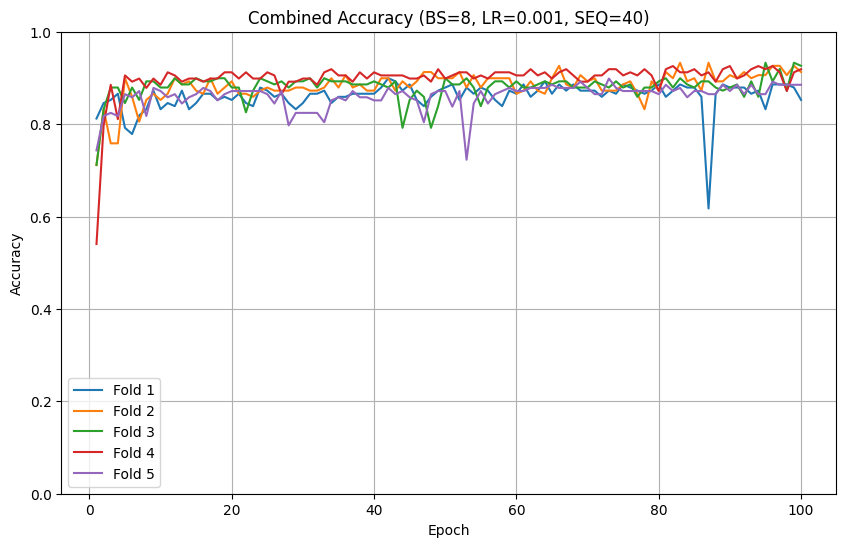 Combined Accuracy (BS=8, LR=0.001, SEQ=40)
1.0
0.8
0.6
0.4
0.2
0.0
Accuracy
Fold 1
Fold 2
Fold 3
Fold 4
Fold 5
0 20 40 60 80 100
Epoch